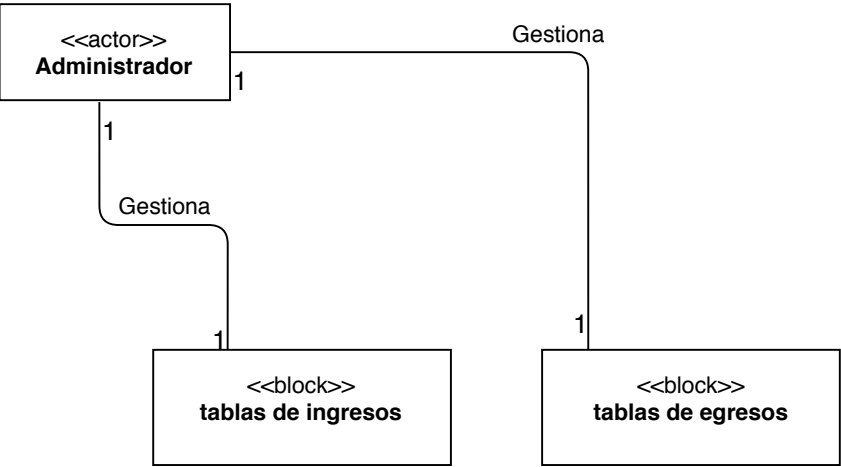 <<actor>>
Administrador
Gestiona
1
1
Gestiona
1
1
<<block>>
tablas de ingresos
<<block>>
tablas de egresos